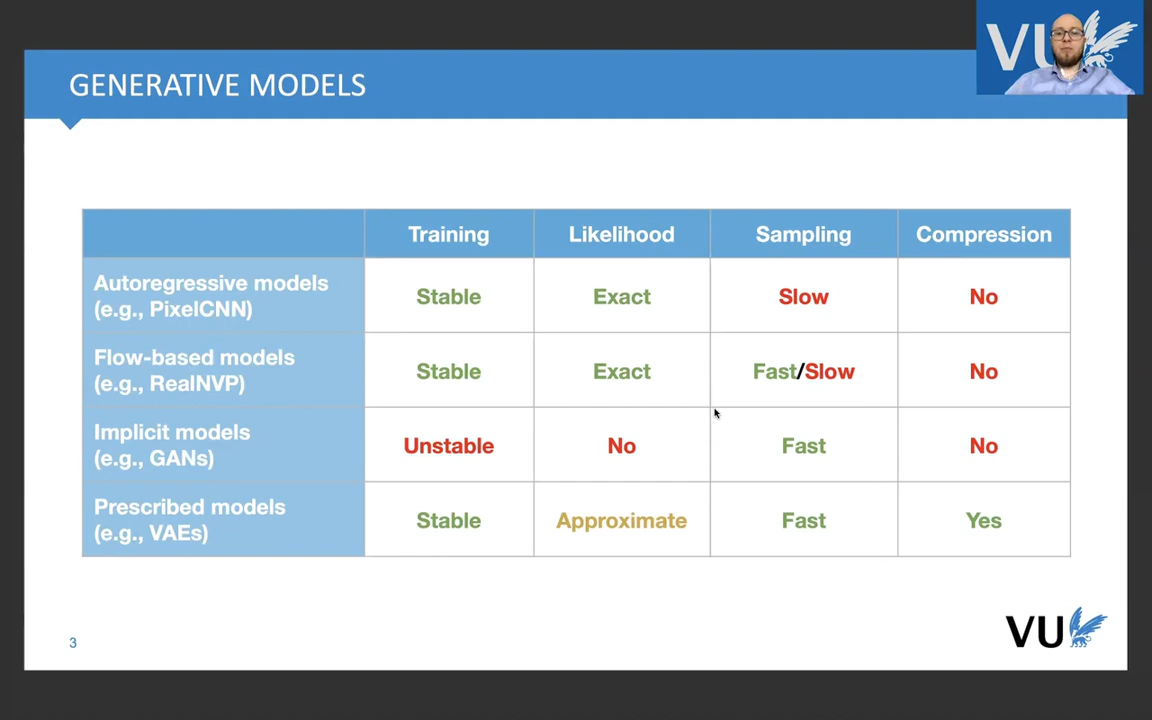 VU
GENERATIVE MODELS
Training Likelihood Sampling Compression
Autoregressive models
(e.g., PixelCNN)
Stable Exact Slow No
Flow-based models
(e.g., RealNVP)
Stable Exact Fast/Slow No
Implicit models
(e.g., GANs)
Unstable No Fast No
Prescribed models
(e.g., VAEs)
Stable Approximate Fast Yes
3
VU